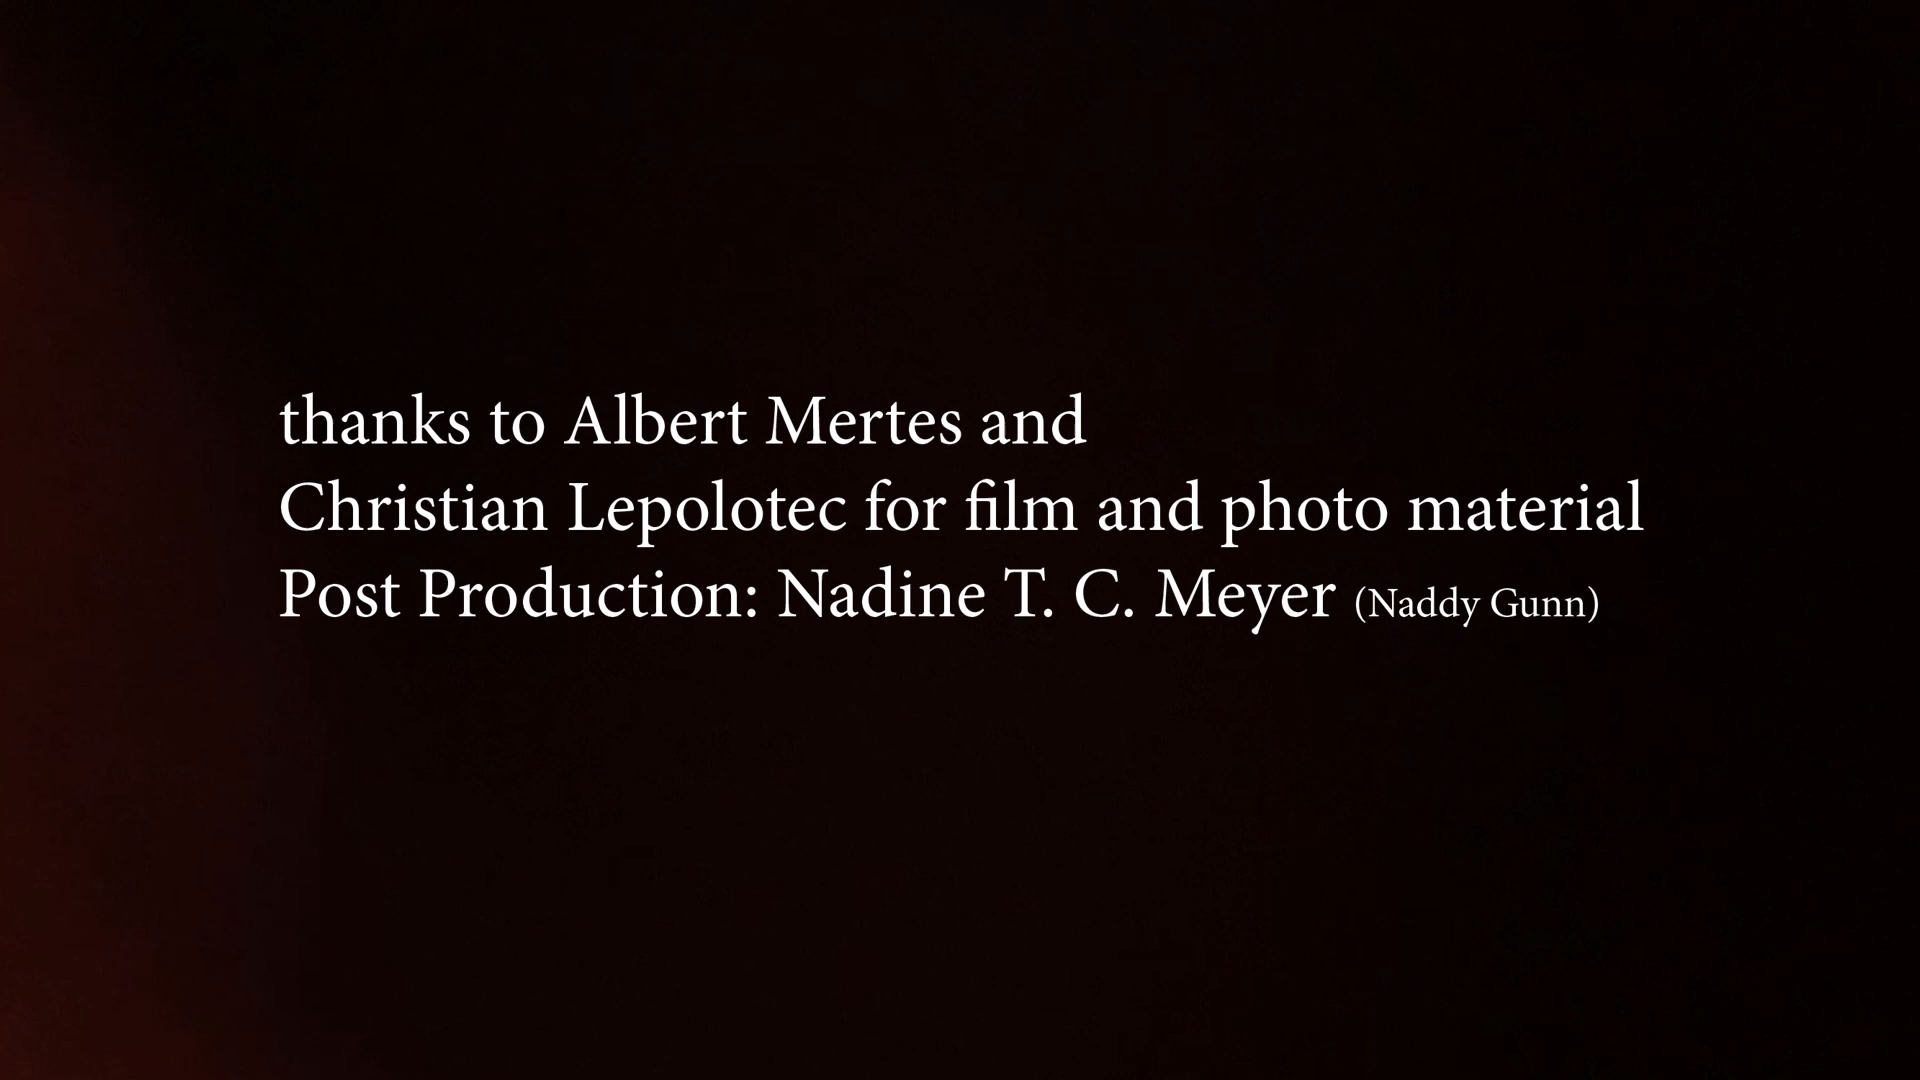 thanks to Albert Mertes and
Christian Lepolotec for film and photo material
Post Production: Nadine T. C. Meyer (Naddy Gunn)